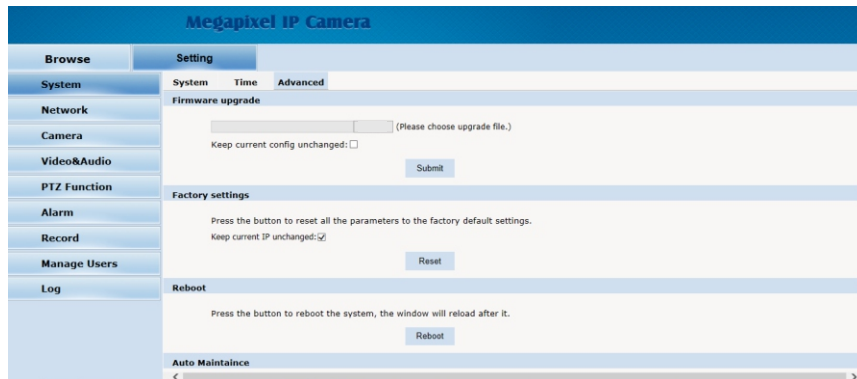 Megapixel IP Camera
Browse
Setting
System
Network
Camera
Video&Audio
PTZ Function
Alarm
Record
Manage Users
Log
System Time Advanced
Firmware upgrade
(Please choose upgrade file.)
Keep current config unchanged:
Submit
Factory settings
Press the button to reset all the parameters to the factory default settings.
Keep current IP unchanged:
Reset
Reboot
Press the button to reboot the system, the window will reload after it.
Reboot
Auto Maintaince